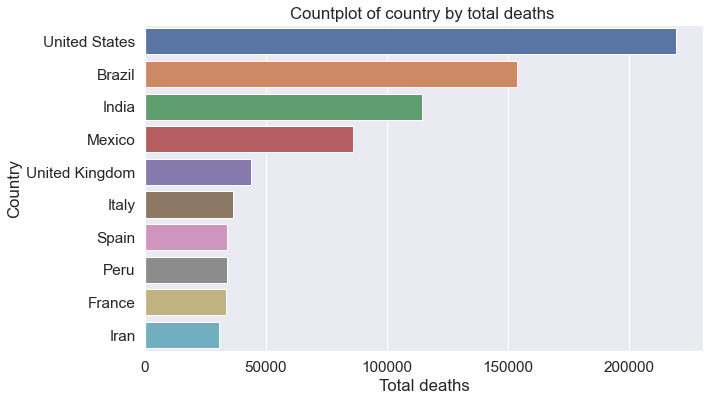 Countplot of country by total deaths
Country
United States
Brazil
India
Mexico
United Kingdom
Italy
Spain
Peru
France
Iran
0 50000 100000 150000 200000
Total deaths